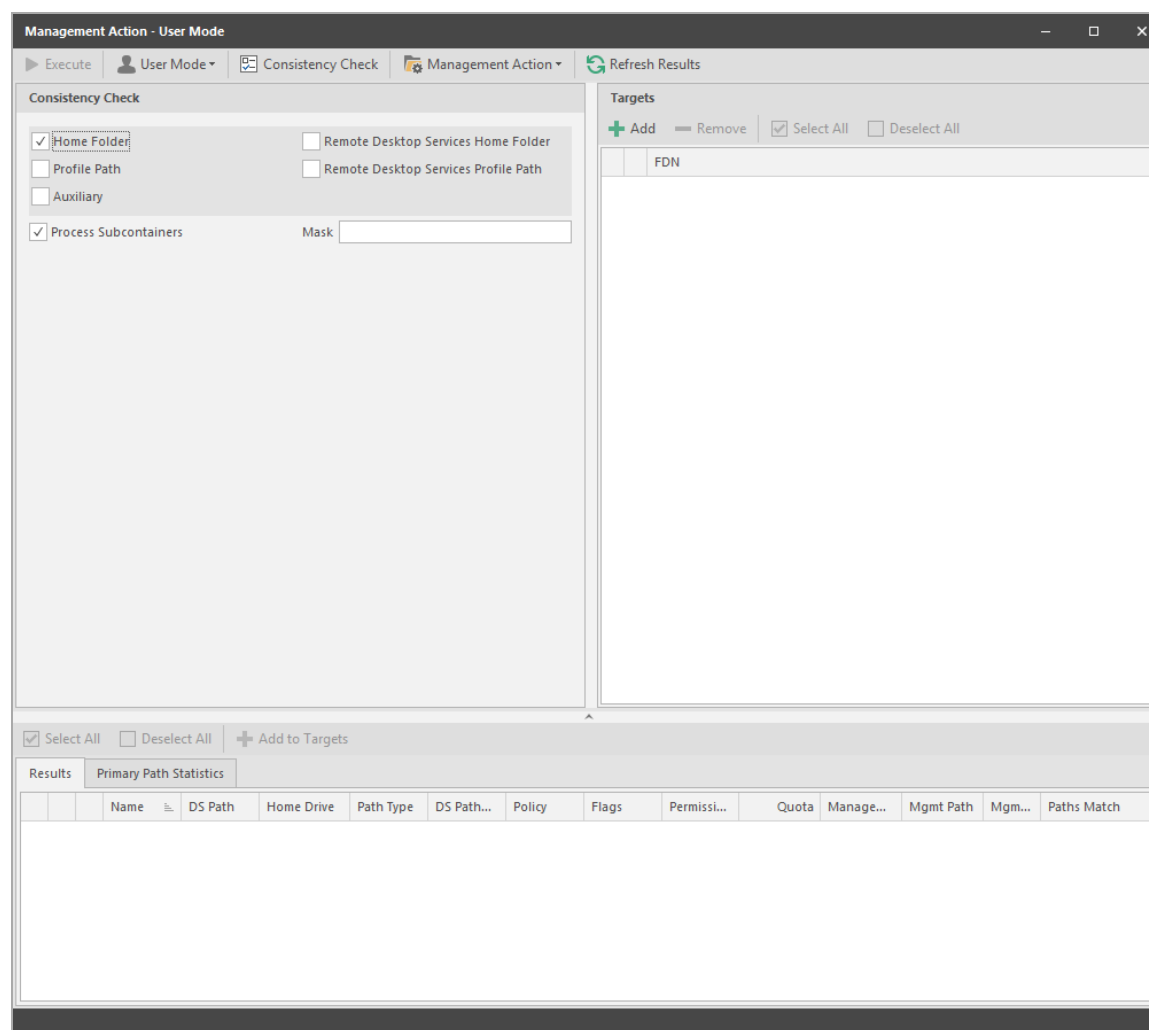 Management Action - User Mode
Execute User Mode Consistency Check Management Action Refresh Results
Consistency Check
Home Folder Remote Desktop Services Home Folder
Profile Path Remote Desktop Services Profile Path
Auxiliary
Process Subcontainers Mask
Targets
Add Remove Select All Deselect All
FDN
Select All Deselect All Add to Targets
Results Primary Path Statistics
Name DS Path Home Drive Path Type DS Path... Policy Flags Permissi... Quota Manage... Mgmt Path Mgm... Paths Match